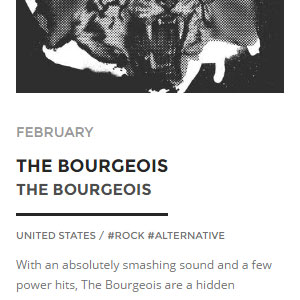 FEBRUARY
THE BOURGEOIS
THE BOURGEOIS
UNITED STATES / #ROCK #ALTERNATIVE
With an absolutely smashing sound and a few
power hits, The Bourgeois are a hidden